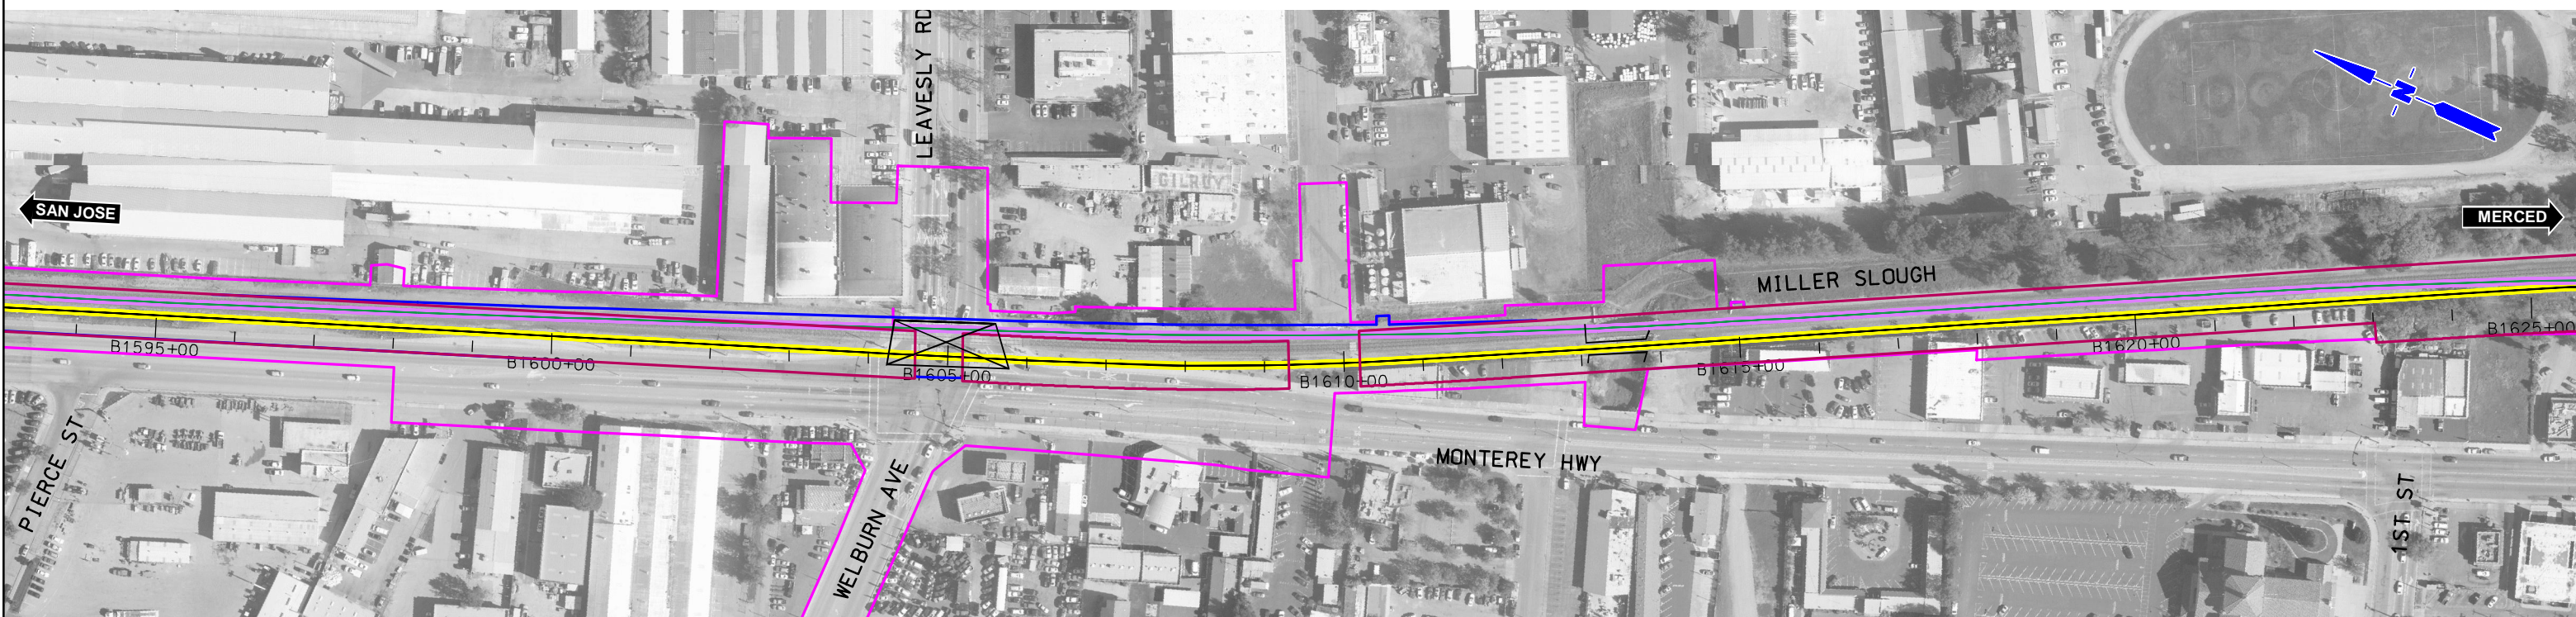 LEAVESLY RD
N
GILROY
SAN JOSE
MERCED
MILLER SLOUGH
B1595+00
B1600+00
B1605+00
B1610+00
B1615+00
B1620+00
B1625+00
PIERCE ST
WELBURN AVE
MONTEREY HWY
1ST ST